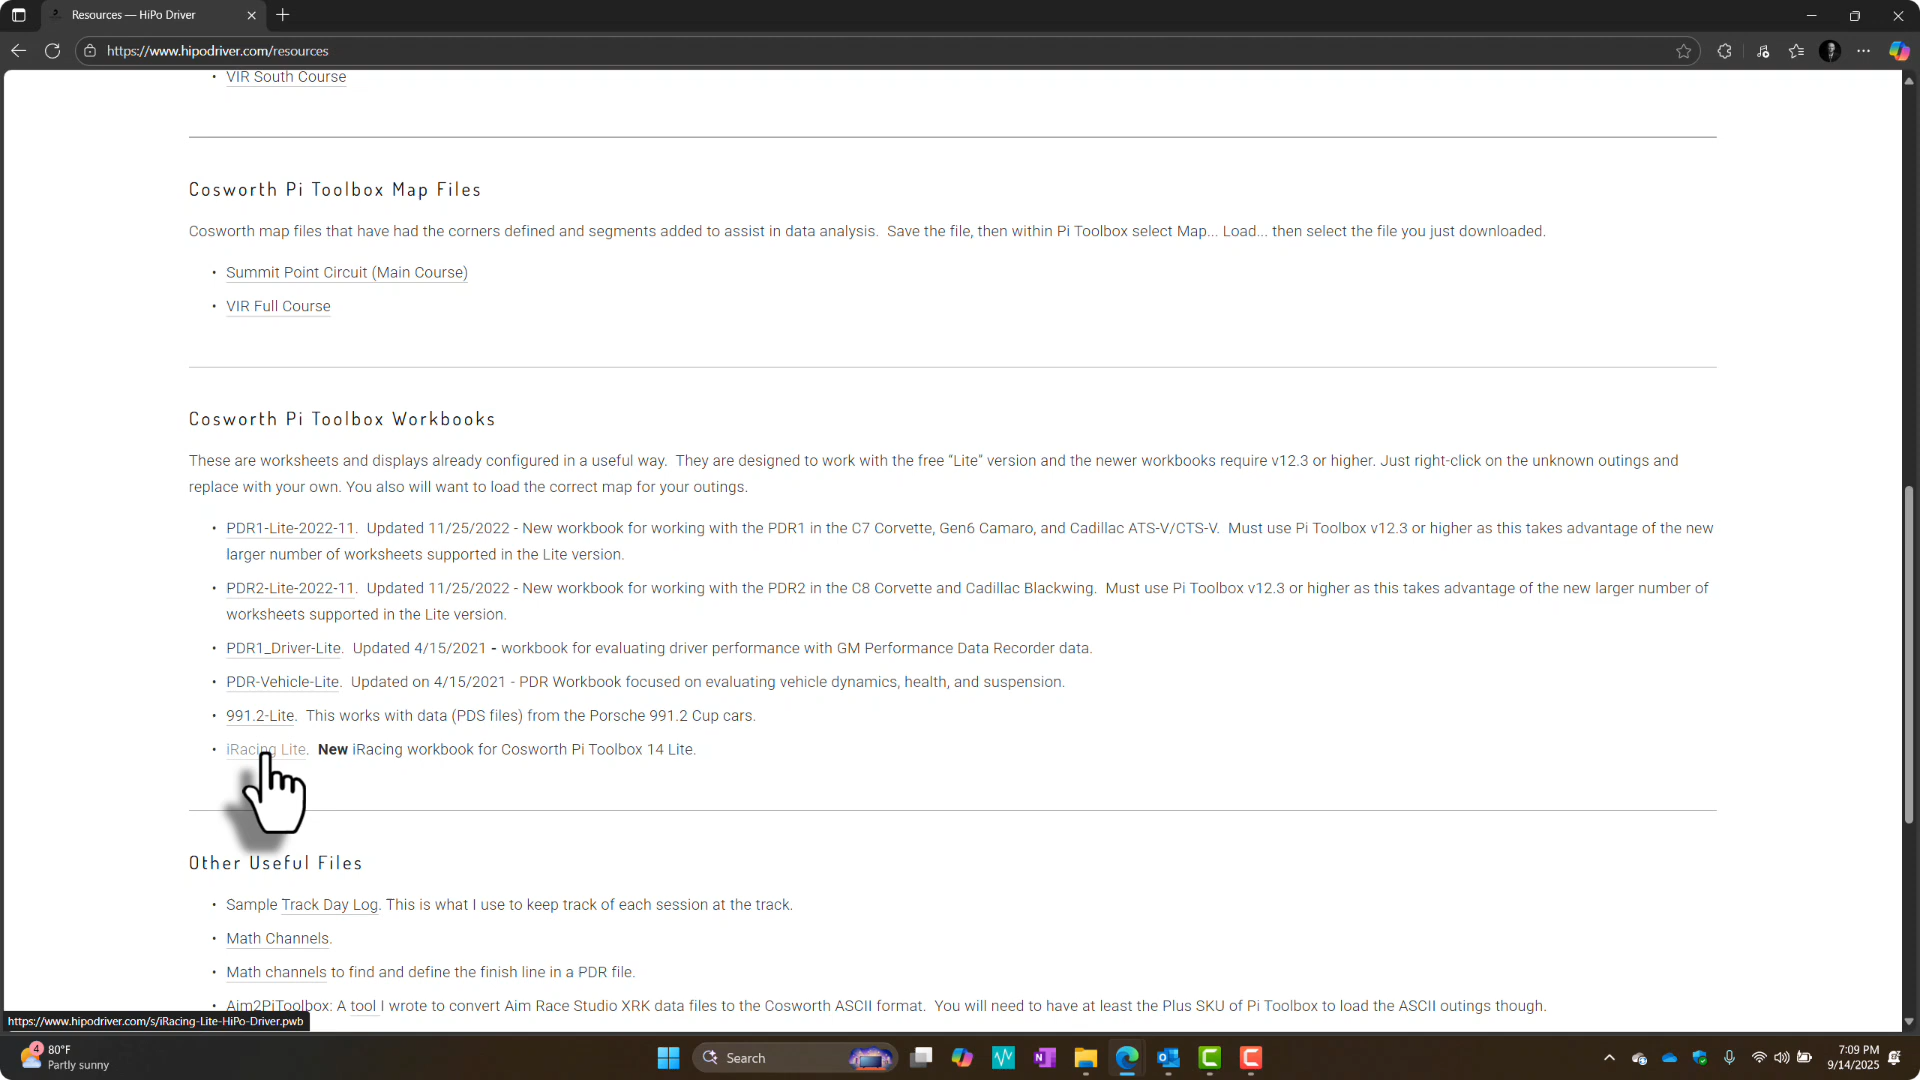 Resources — HiPo Driver
https://www.hipodriver.com/resources
VIR South Course
Cosworth Pi Toolbox Map Files
Cosworth map files that have had the corners defined and segments added to assist in data analysis.  Save the file, then within Pi Toolbox select Map... Load... then select the file you just downloaded.
Summit Point Circuit (Main Course)
VIR Full Course
Cosworth Pi Toolbox Workbooks
These are worksheets and displays already configured in a useful way.  They are designed to work with the free “Lite” version and the newer workbooks require v12.3 or higher. Just right-click on the unknown outings and
replace with your own. You also will want to load the correct map for your outings.
PDR1-Lite-2022-11.  Updated 11/25/2022 - New workbook for working with the PDR1 in the C7 Corvette, Gen6 Camaro, and Cadillac ATS-V/CTS-V.  Must use Pi Toolbox v12.3 or higher as this takes advantage of the new
larger number of worksheets supported in the Lite version.
PDR2-Lite-2022-11.  Updated 11/25/2022 - New workbook for working with the PDR2 in the C8 Corvette and Cadillac Blackwing.  Must use Pi Toolbox v12.3 or higher as this takes advantage of the new larger number of
worksheets supported in the Lite version.
PDR1_Driver-Lite.  Updated 4/15/2021 - workbook for evaluating driver performance with GM Performance Data Recorder data.
PDR-Vehicle-Lite.  Updated on 4/15/2021 - PDR Workbook focused on evaluating vehicle dynamics, health, and suspension.
991.2-Lite.  This works with data (PDS files) from the Porsche 991.2 Cup cars.
iRacing Lite.  New iRacing workbook for Cosworth Pi Toolbox 14 Lite.
Other Useful Files
Sample Track Day Log. This is what I use to keep track of each session at the track.
Math Channels.
Math channels to find and define the finish line in a PDR file.
Aim2PiToolbox: A tool I wrote to convert Aim Race Studio XRK data files to the Cosworth ASCII format.  You will need to have at least the Plus SKU of Pi Toolbox to load the ASCII outings though.
https://www.hipodriver.com/s/iRacing-Lite-HiPo-Driver.pwb
4
80°F
Partly sunny
Search
7:09 PM
9/14/2025